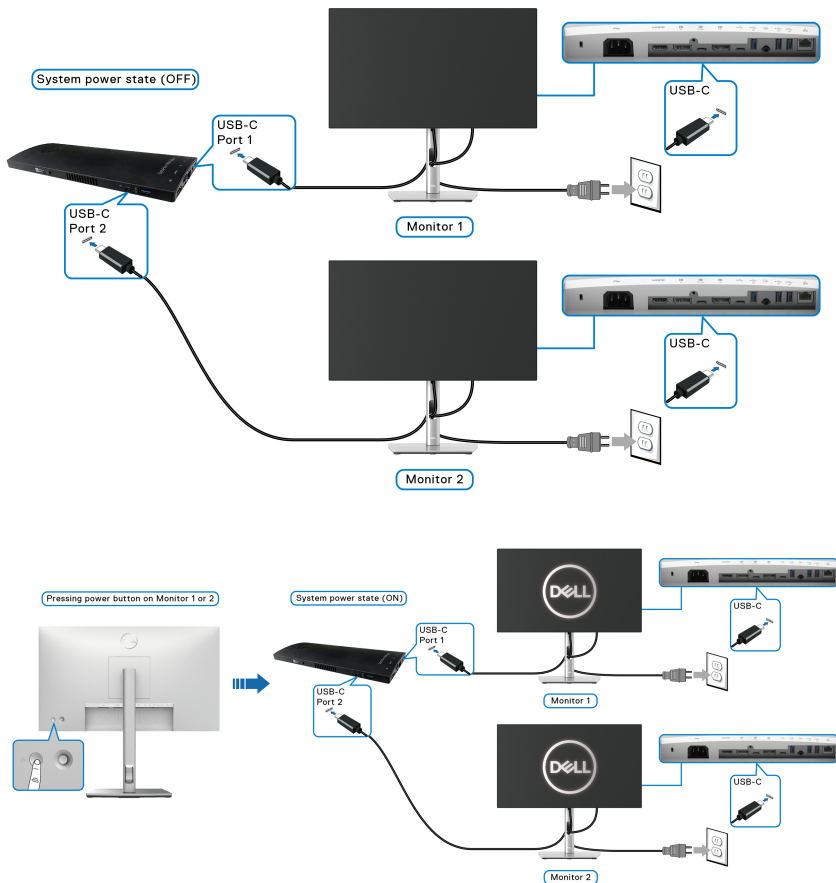 System power state (OFF)
USB-C
Port 1
USB-C
USB-C
Port 2
Monitor 1
USB-C
Monitor 2
Pressing power button on Monitor 1 or 2
System power state (ON)
DELL
USB-C
Port 1
USB-C
USB-C
Port 2
Monitor 1
DELL
USB-C
Monitor 2